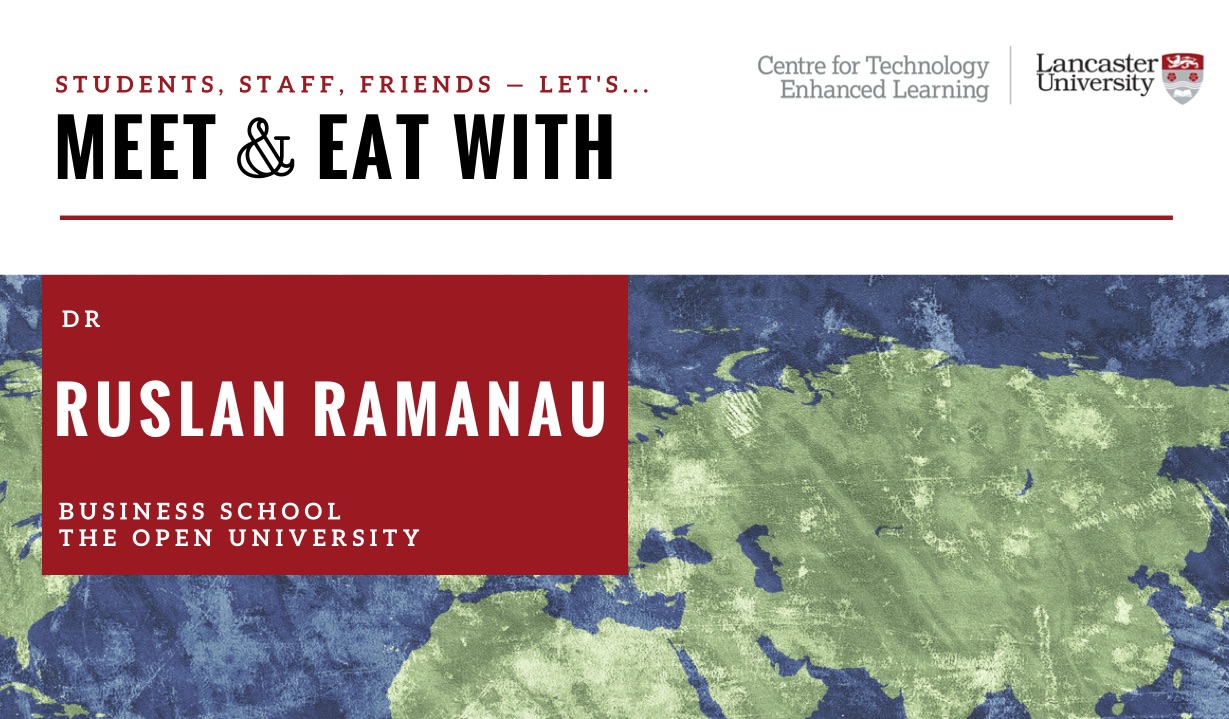 STUDENTS, STAFF, FRIENDS – LET'S...
MEET & EAT WITH
Centre for Technology
Enhanced Learning
Lancaster
University
DR
RUSLAN RAMANAU
BUSINESS SCHOOL
THE OPEN UNIVERSITY